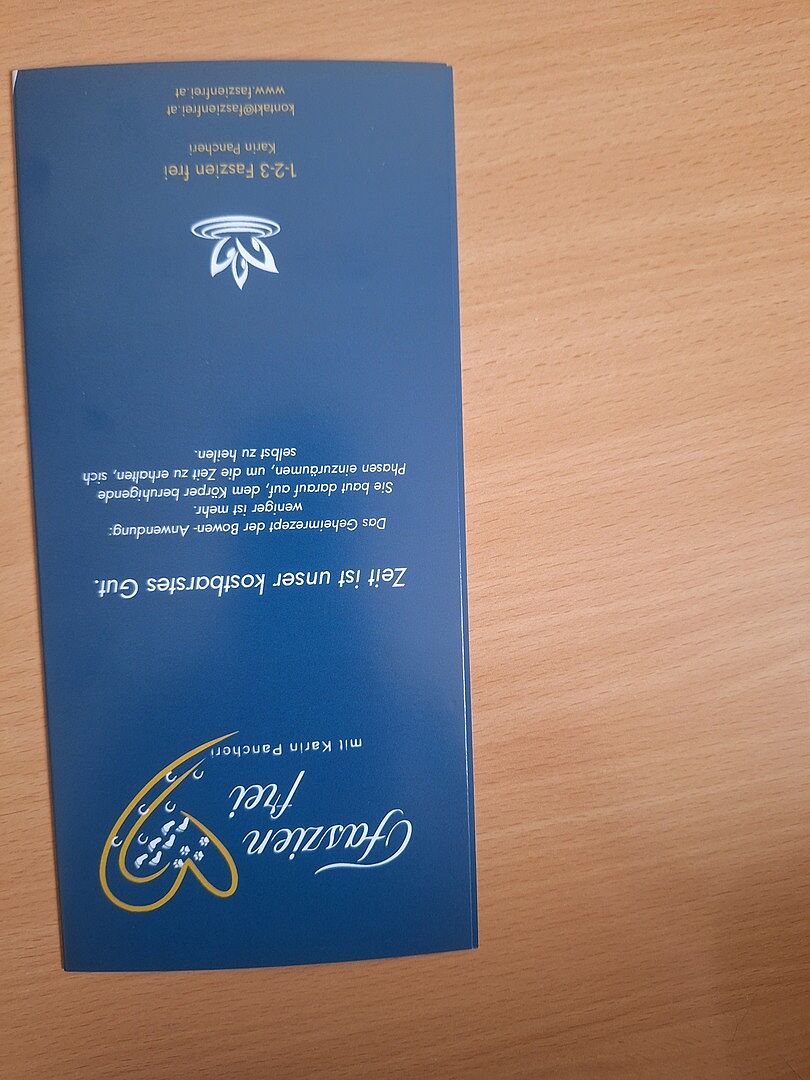 Faszien
frei
mit Karin Pancheri
Zeit ist unser kostbarstes Gut.
Das Geheimrezept der Bowen- Anwendung:
weniger ist mehr.
Sie baut darauf auf, dem Körper beruhigende
Phasen einzuräumen, um die Zeit zu erhalten, sich
selbst zu heilen.
1-2-3 Faszien frei
Karin Pancheri
kontakt@faszienfrei.at
www.faszienfrei.at